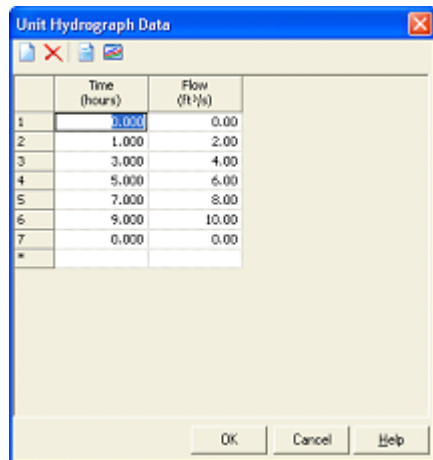 Unit Hydrograph Data
Time (hours) Flow (ft³/s)
1 0.000 0.00
2 1.000 2.00
3 3.000 4.00
4 5.000 6.00
5 7.000 8.00
6 9.000 10.00
7 0.000 0.00
*
OK Cancel Help